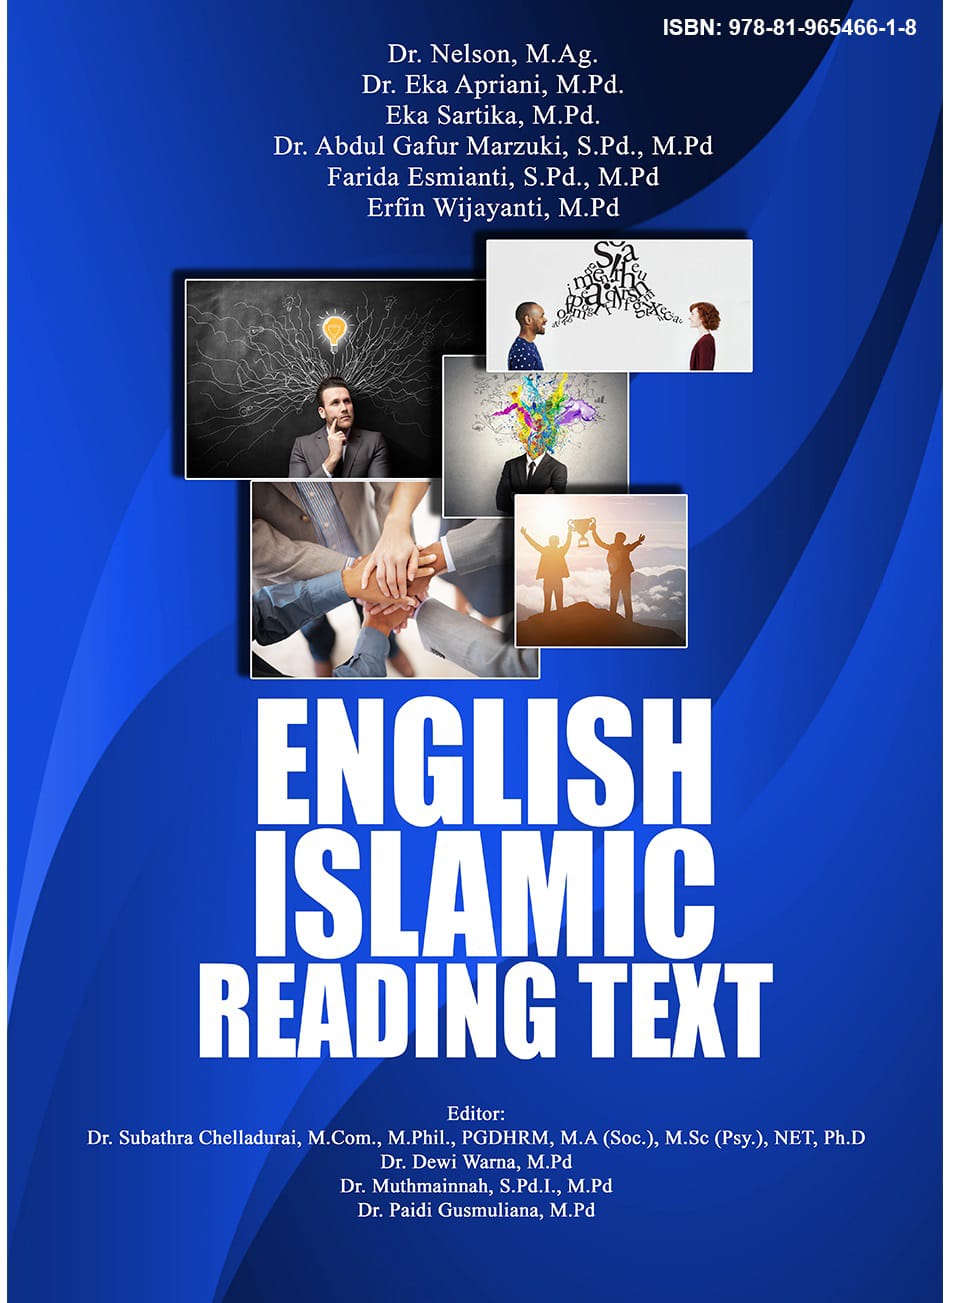 ISBN: 978-81-965466-1-8
Dr. Nelson, M.Ag.
Dr. Eka Apriani, M.Pd.
Eka Sartika, M.Pd.
Dr. Abdul Gafur Marzuki, S.Pd., M.Pd
Farida Esmianti, S.Pd., M.Pd
Erfin Wijayanti, M.Pd
ENGLISH
ISLAMIC
READING TEXT
Editor:
Dr. Subathra Chelladurai, M.Com., M.Phil., PGDHRM, M.A (Soc.), M.Sc (Psy.), NET, Ph.D
Dr. Dewi Warna, M.Pd
Dr. Muthmainnah, S.Pd.I., M.Pd
Dr. Paidi Gusmuliana, M.Pd